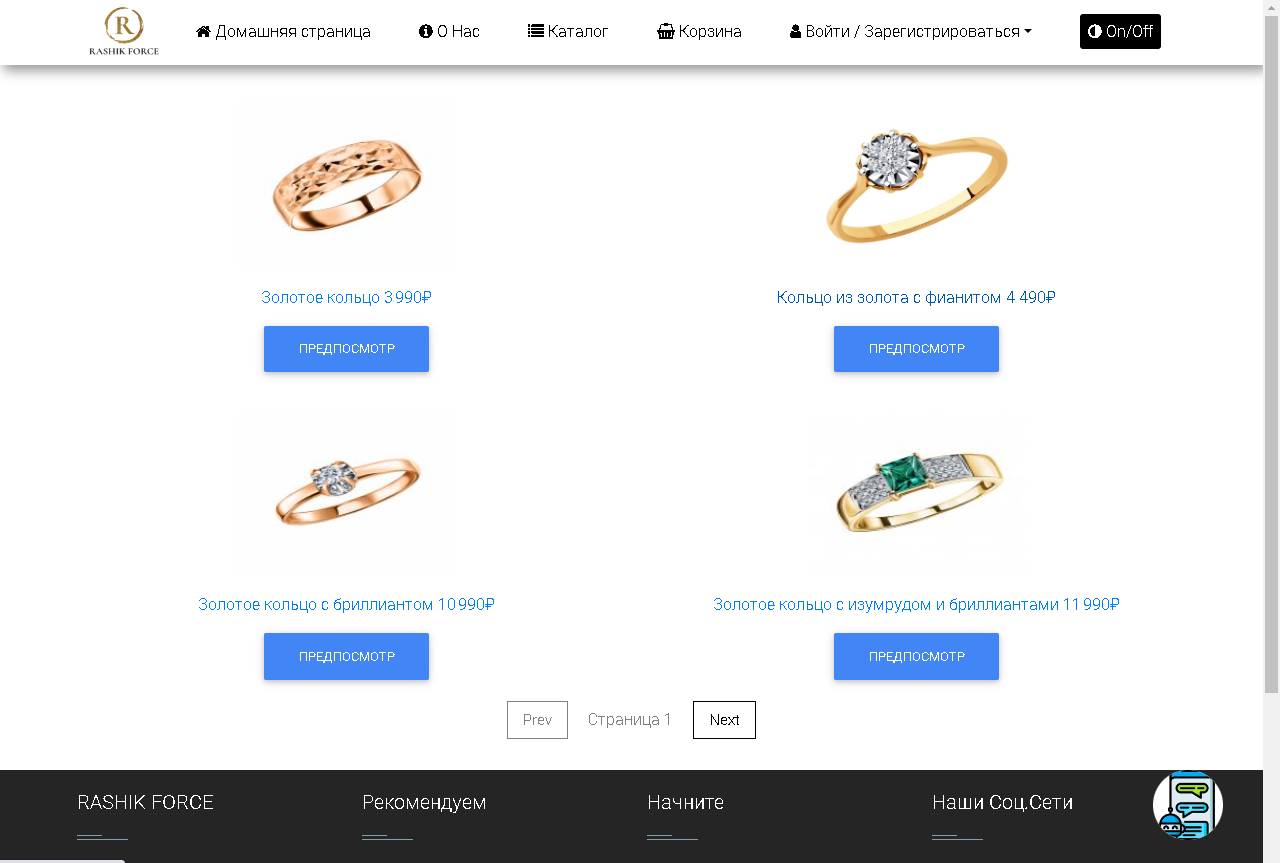 R
RASHIK FORCE
Домашняя страница
О Нас
Каталог
Корзина
Войти / Зарегистрироваться
On/Off
Золотое кольцо 3 990₽
Кольцо из золота с фианитом 4 490₽
ПРЕДПОСМОТР
ПРЕДПОСМОТР
Золотое кольцо с бриллиантом 10 990₽
Золотое кольцо с изумрудом и бриллиантами 11 990₽
ПРЕДПОСМОТР
ПРЕДПОСМОТР
Prev
Страница 1
Next
RASHIK FORCE
Рекомендуем
Начните
Наши Соц.Сети